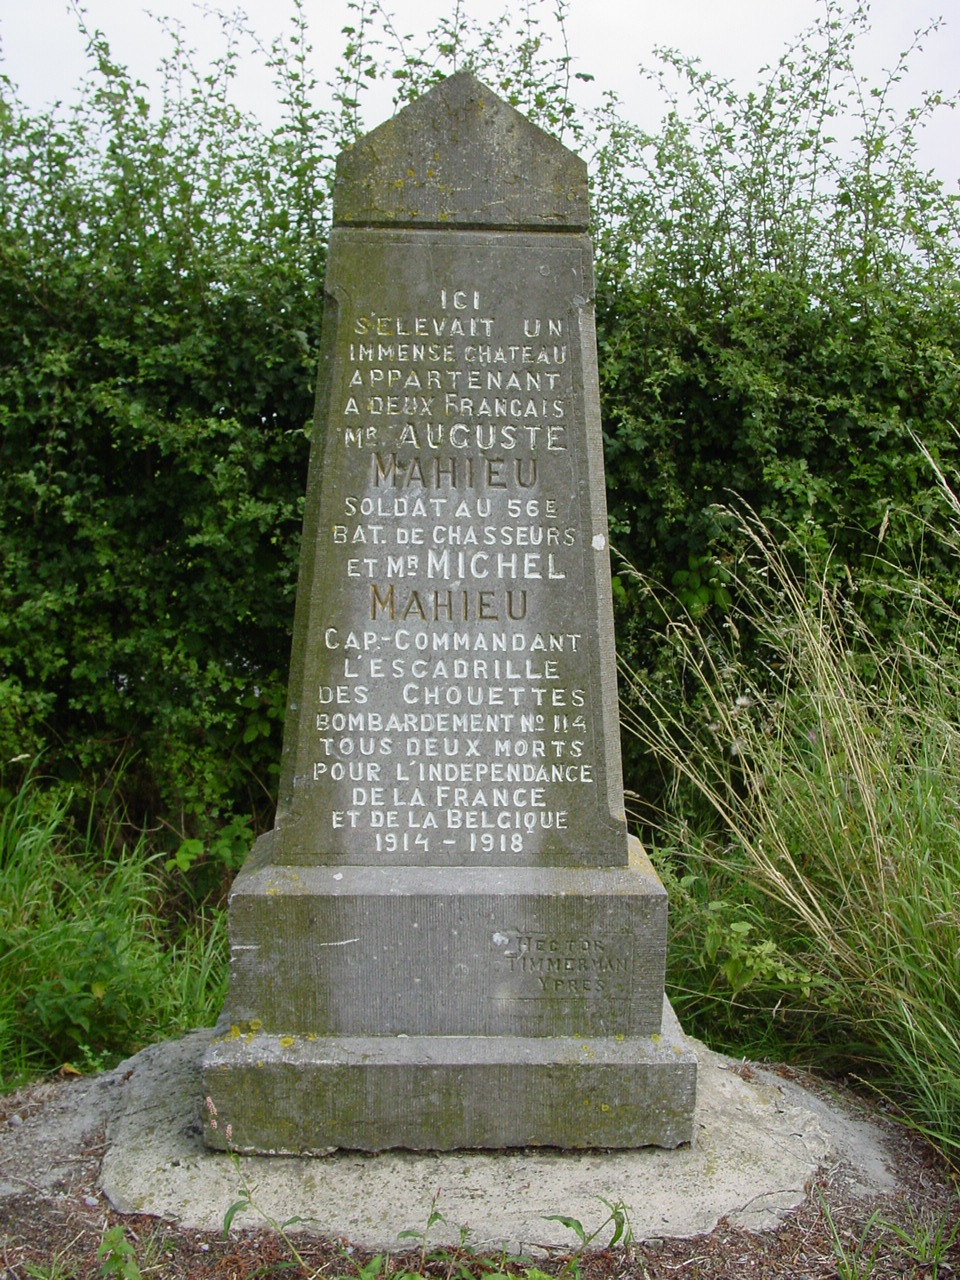 ICI
S'ELEVAIT UN
IMMENSE CHATEAU
APPARTENANT
A DEUX FRANÇAIS
MR AUGUSTE
MAHIEU
SOLDAT AU 56E
BAT. DE CHASSEURS
ET MR MICHEL
MAHIEU
CAP.-COMMANDANT
L'ESCADRILLE
DES CHOUETTES
BOMBARDEMENT No 114
TOUS DEUX MORTS
POUR L'INDEPENDANCE
DE LA FRANCE
ET DE LA BELGIQUE
1914 - 1918
HECTOR
TIMMERMAN
YPRES